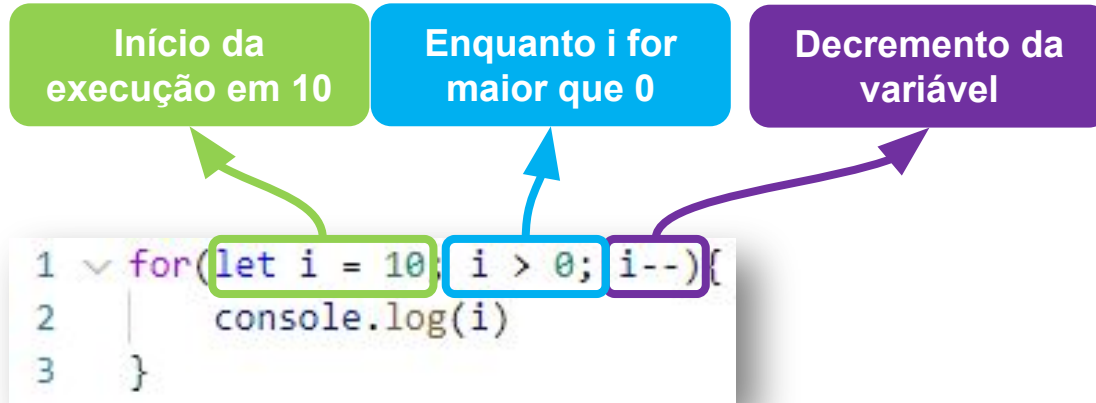 Início da
execução em 10
Enquanto i for
maior que 0
Decremento da
variável
1 for(let i = 10; i > 0; i--){
2 console.log(i)
3 }